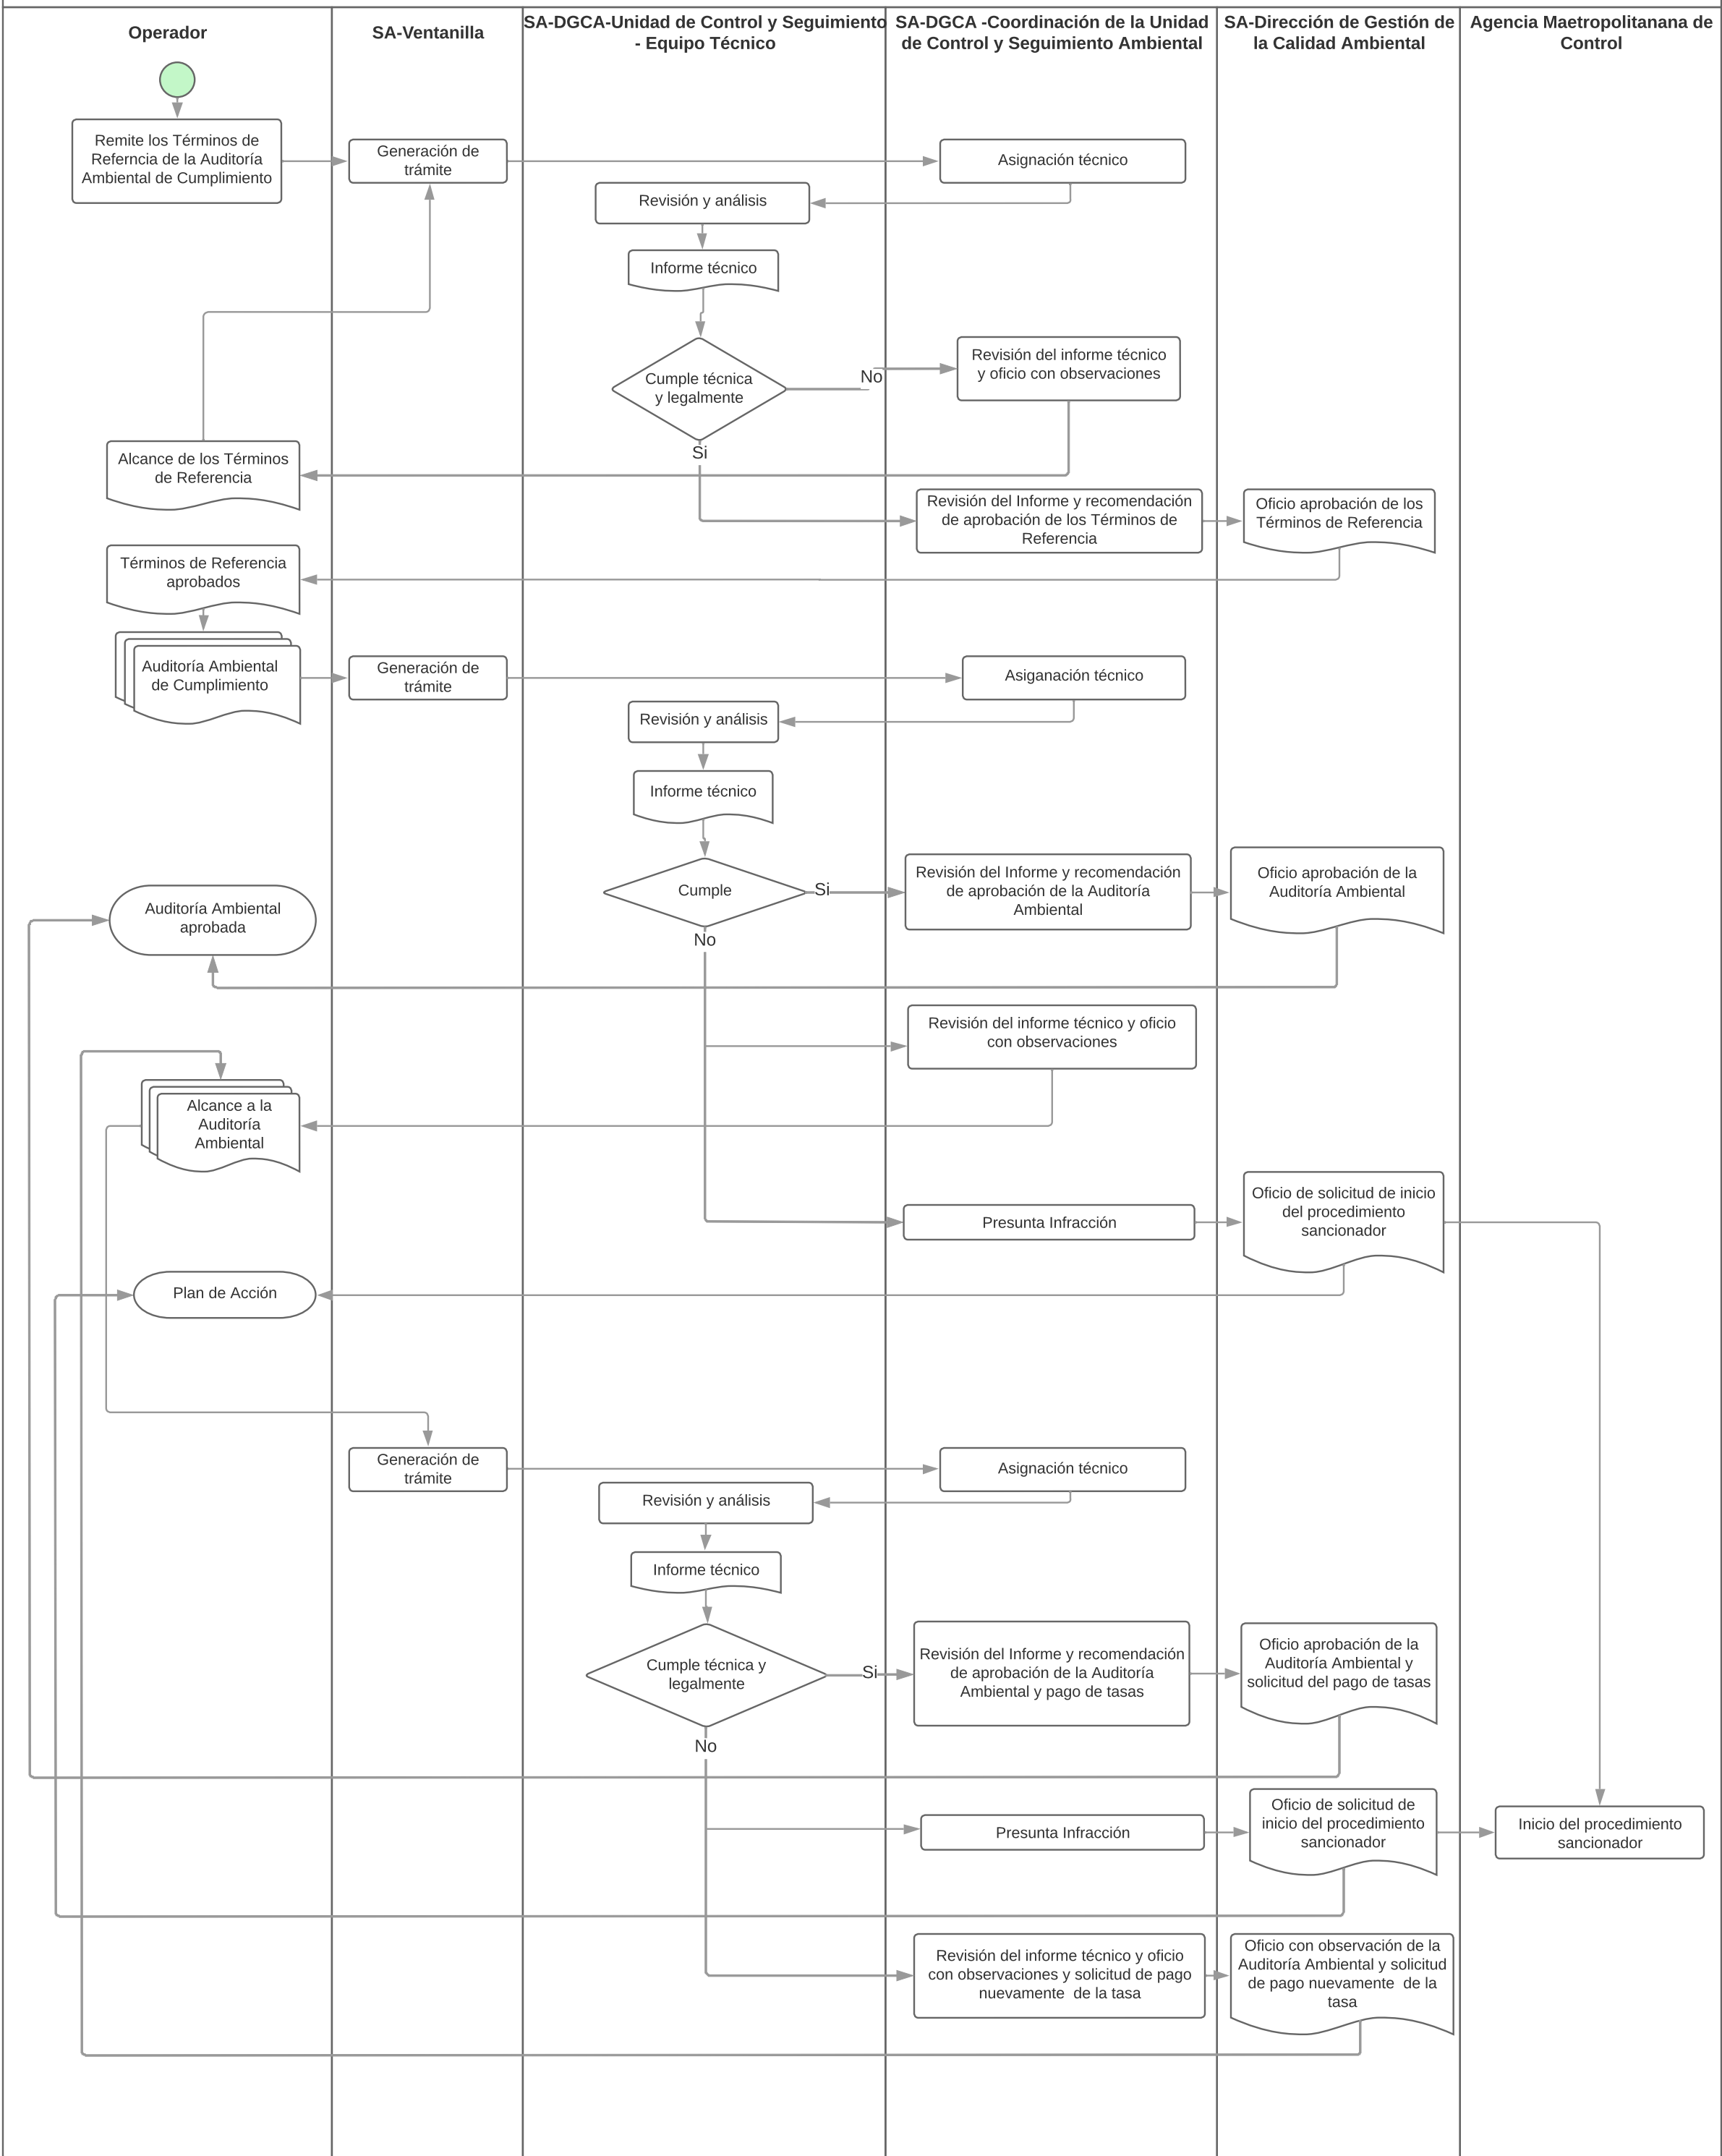 Operador
SA-Ventanilla
SA-DGCA-Unidad de Control y Seguimiento
- Equipo Técnico
SA-DGCA -Coordinación de la Unidad
de Control y Seguimiento Ambiental
SA-Dirección de Gestión de
la Calidad Ambiental
Agencia Maetropolitanana de
Control
Remite los Términos de
Referncia de la Auditoría
Ambiental de Cumplimiento
Generación de
trámite
Asignación técnico
Revisión y análisis
Informe técnico
Cumple técnica
y legalmente
No
Revisión del informe técnico
y oficio con observaciones
Si
Alcance de los Términos
de Referencia
Revisión del Informe y recomendación
de aprobación de los Términos de
Referencia
Oficio aprobación de los
Términos de Referencia
Términos de Referencia
aprobados
Auditoría Ambiental
de Cumplimiento
Generación de
trámite
Asiganación técnico
Revisión y análisis
Informe técnico
Cumple
Si
Revisión del Informe y recomendación
de aprobación de la Auditoría
Ambiental
Oficio aprobación de la
Auditoría Ambiental
Auditoría Ambiental
aprobada
No
Revisión del informe técnico y oficio
con observaciones
Alcance a la
Auditoría
Ambiental
Presunta Infracción
Oficio de solicitud de inicio
del procedimiento
sancionador
Plan de Acción
Generación de
trámite
Asignación técnico
Revisión y análisis
Informe técnico
Cumple técnica y
legalmente
Si
Revisión del Informe y recomendación
de aprobación de la Auditoría
Ambiental y pago de tasas
Oficio aprobación de la
Auditoría Ambiental y
solicitud del pago de tasas
No
Presunta Infracción
Oficio de solicitud de
inicio del procedimiento
sancionador
Inicio del procedimiento
sancionador
Revisión del informe técnico y oficio
con observaciones y solicitud de pago
nuevamente  de la tasa
Oficio con observación de la
Auditoría Ambiental y solicitud
de pago nuevamente  de la
tasa